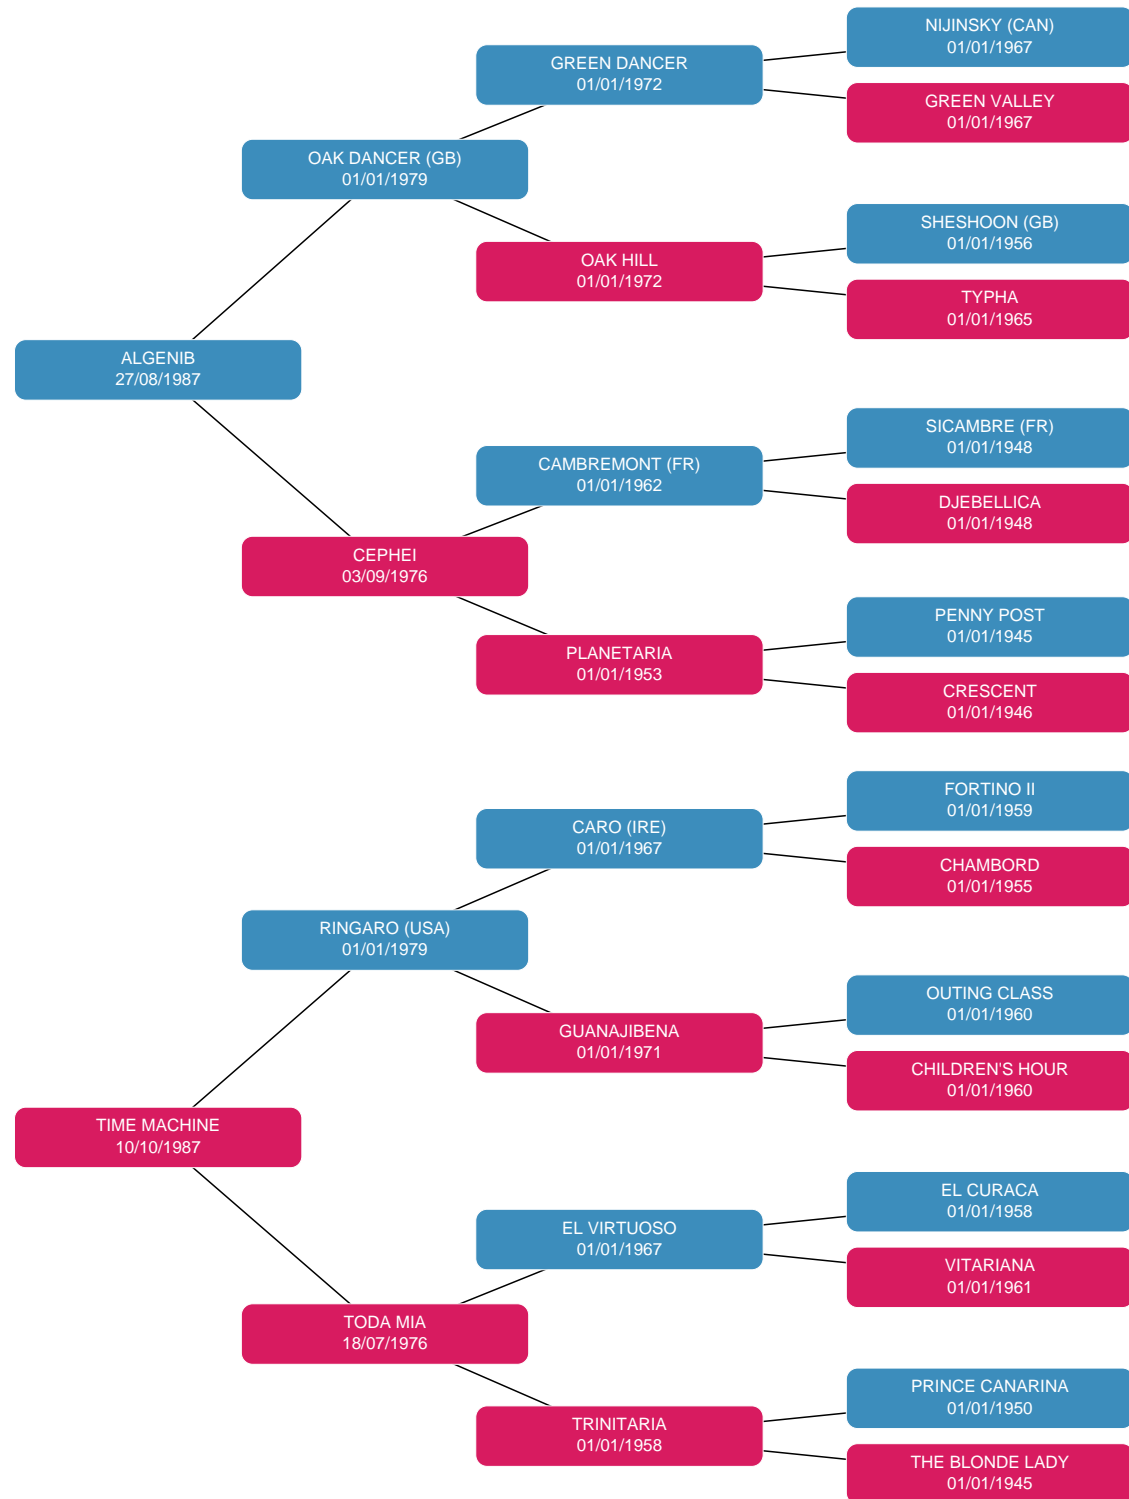 NIJINSKY (CAN)
01/01/1967
GREEN DANCER
01/01/1972
GREEN VALLEY
01/01/1967
OAK DANCER (GB)
01/01/1979
SHESHOON (GB)
01/01/1956
OAK HILL
01/01/1972
TYPHA
01/01/1965
ALGENIB
27/08/1987
SICAMBRE (FR)
01/01/1948
CAMBREMONT (FR)
01/01/1962
DJEBELLICA
01/01/1948
CEPHEI
03/09/1976
PENNY POST
01/01/1945
PLANETARIA
01/01/1953
CRESCENT
01/01/1946
FORTINO II
01/01/1959
CARO (IRE)
01/01/1967
CHAMBORD
01/01/1955
RINGARO (USA)
01/01/1979
OUTING CLASS
01/01/1960
GUANAJIBENA
01/01/1971
CHILDREN'S HOUR
01/01/1960
TIME MACHINE
10/10/1987
EL CURACA
01/01/1958
EL VIRTUOSO
01/01/1967
VITARIANA
01/01/1961
TODA MIA
18/07/1976
PRINCE CANARINA
01/01/1950
TRINITARIA
01/01/1958
THE BLONDE LADY
01/01/1945